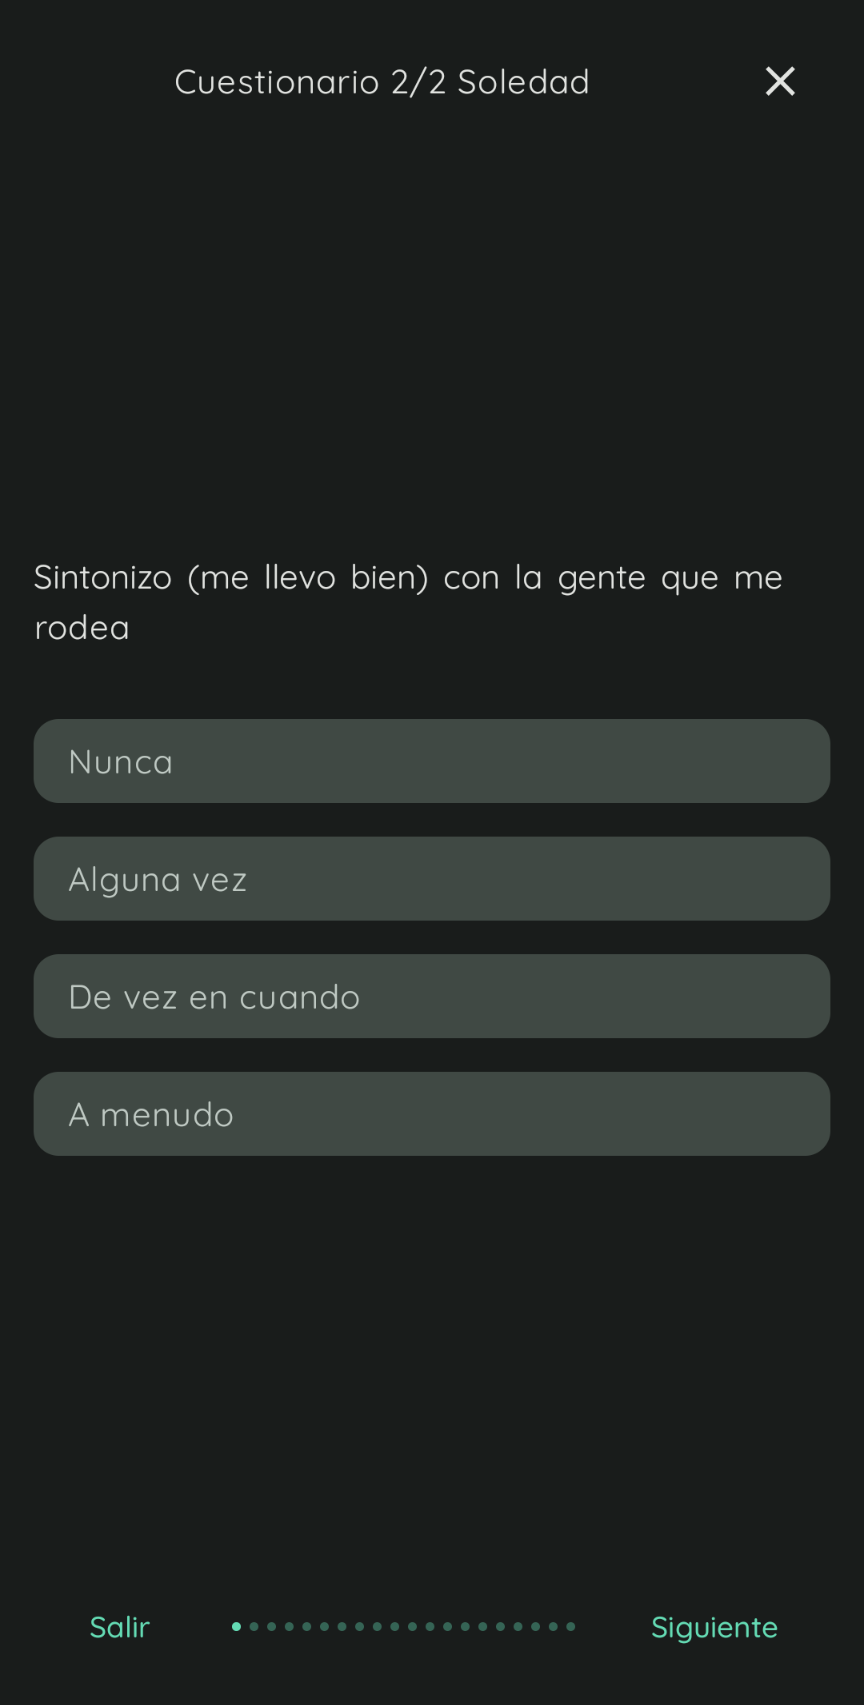 Cuestionario 2/2 Soledad
Sintonizo (me llevo bien) con la gente que me
rodea
Nunca
Alguna vez
De vez en cuando
A menudo
Salir
Siguiente